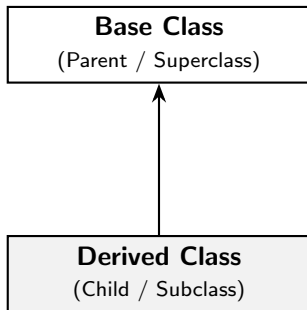 Base Class
(Parent / Superclass)
Derived Class
(Child / Subclass)